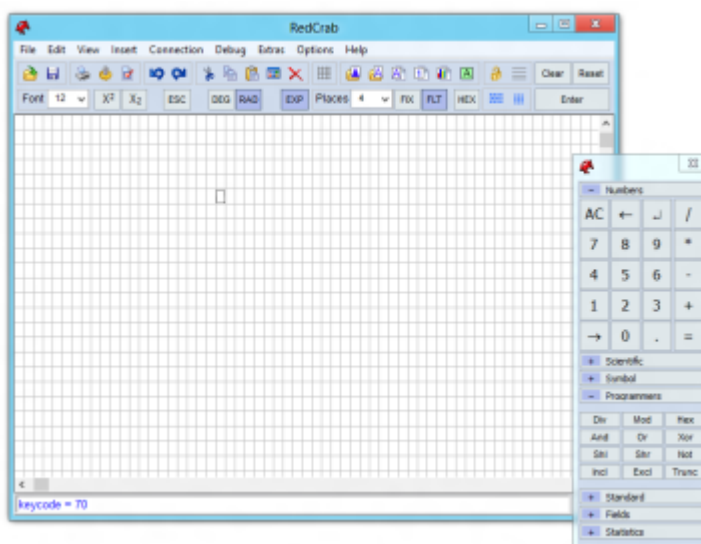 RedCrab
File Edit View Insert Connection Debug Extras Options Help
Clear Reset
Font 12 X² X₂ ESC DEG RAD EXP Places 4 FIX FLT HEX Enter
keycode = 70
Numbers
AC ← ↵ /
7 8 9 *
4 5 6 -
1 2 3 +
→ 0 . =
+ Scientific
+ Symbol
- Programmers
Div Mod Hex
And Or Xor
Shl Shr Not
Incl Excl Trunc
+ Standard
+ Fields
+ Statistics